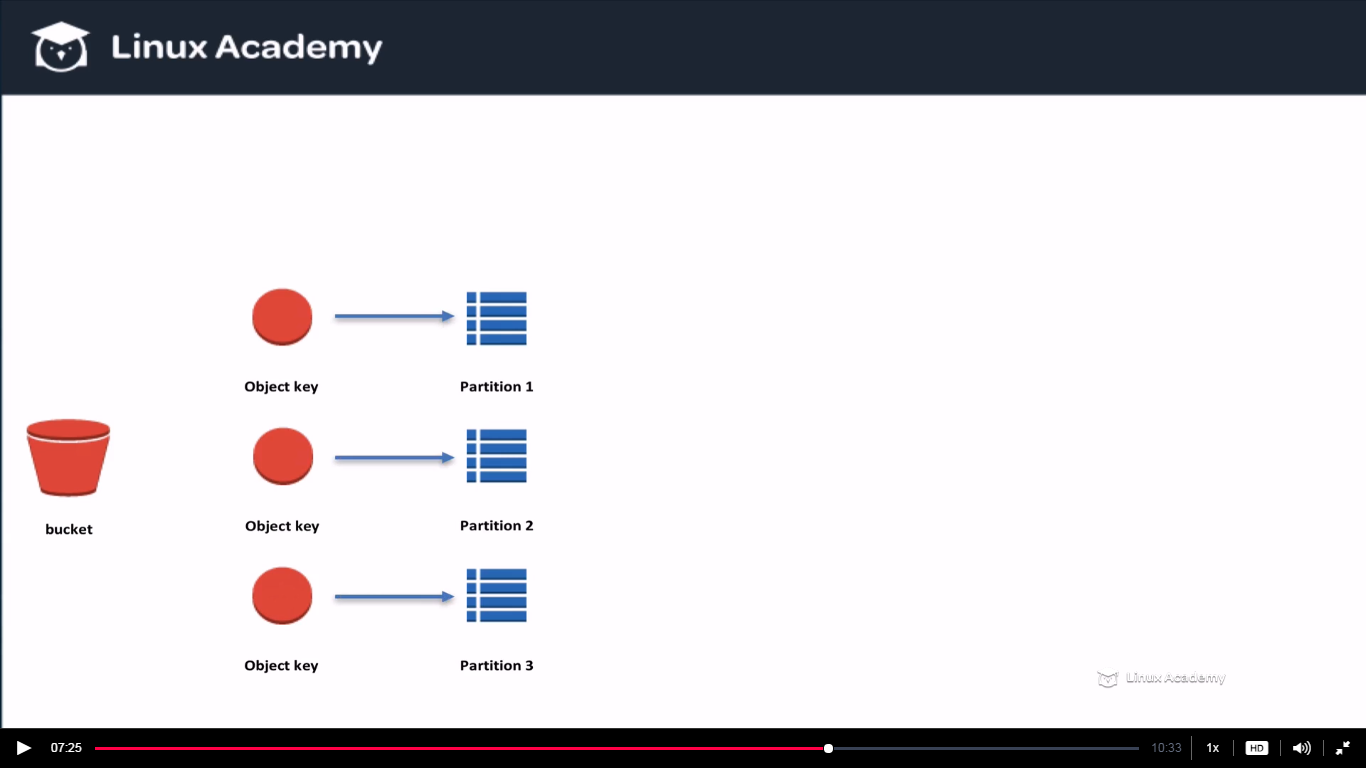 Linux Academy
Object key
Partition 1
Object key
Partition 2
bucket
Object key
Partition 3
Linux Academy
07:25
10:33
1x
HD